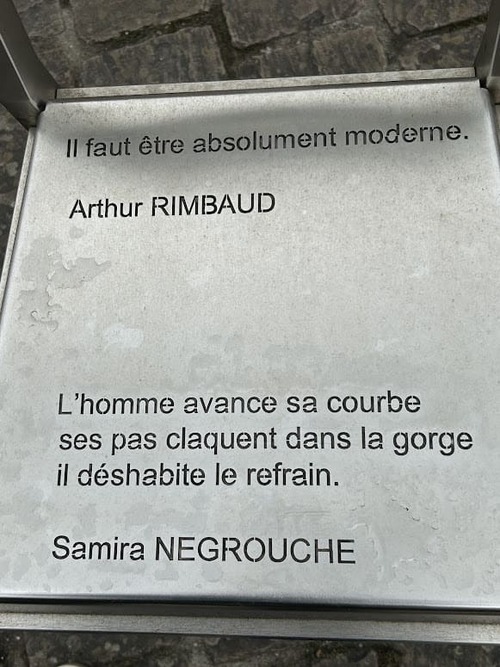 Il faut être absolument moderne.
Arthur RIMBAUD
L'homme avance sa courbe
ses pas claquent dans la gorge
il déshabite le refrain.
Samira NEGROUCHE